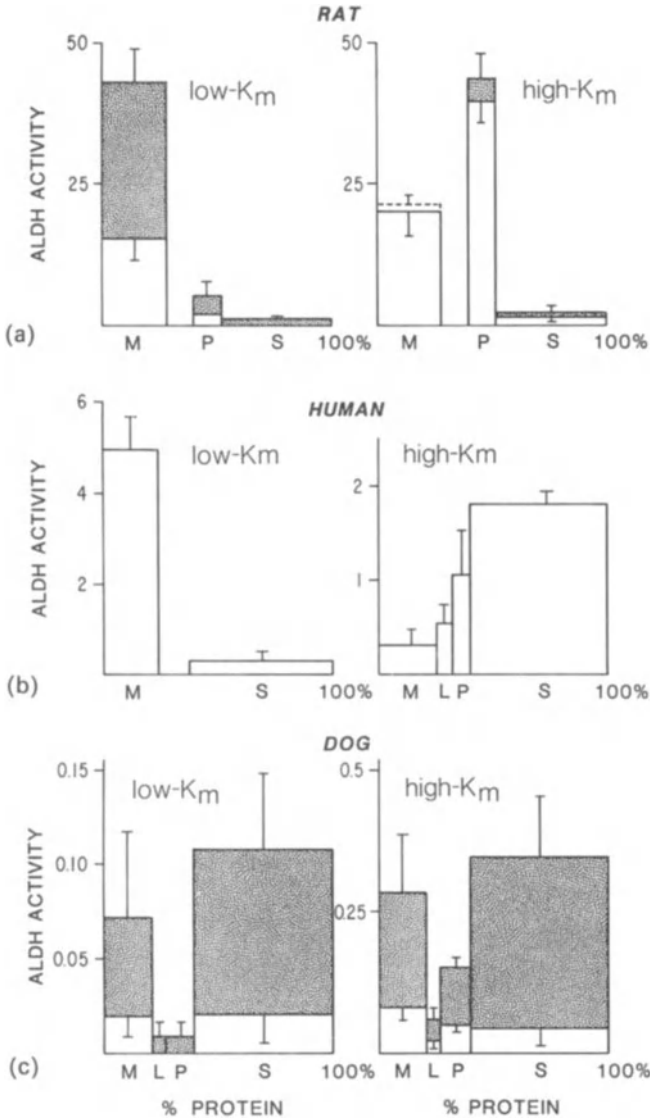 RAT
50
25
ALDH ACTIVITY
low-Km
M
P
S
100%
50
25
high-Km
M
P
S
100%
(a)
HUMAN
6
4
2
ALDH ACTIVITY
low-Km
M
S
100%
2
1
high-Km
M
L
P
S
100%
(b)
DOG
0.15
0.10
0.05
ALDH ACTIVITY
low-Km
M
L
P
S
100%
0.5
0.25
high-Km
M
L
P
S
100%
(c)
% PROTEIN
% PROTEIN